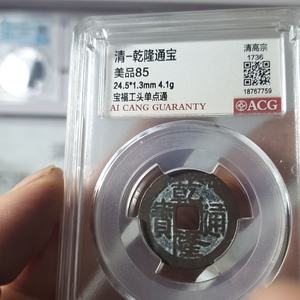 清-乾隆通宝
美品85
24.5*1.3mm 4.1g
宝福工头单点通
AI CANG GUARANTY
清高宗
1736
18767759
ACG
乾隆通寶